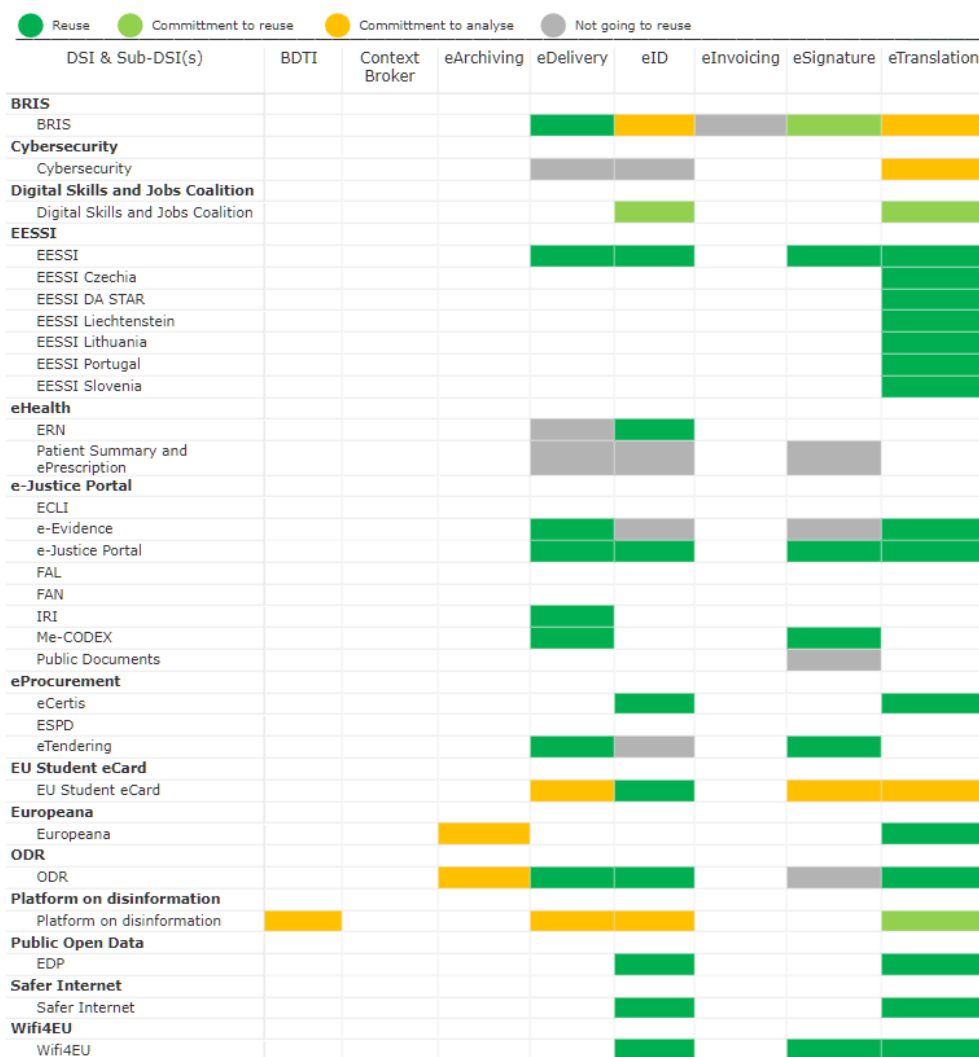 Reuse Committment to reuse Committment to analyse Not going to reuse
DSI & Sub-DSI(s) BDTI Context eArchiving eDelivery eID eInvoicing eSignature eTranslation
Broker
BRIS
BRIS
Cybersecurity
Cybersecurity
Digital Skills and Jobs Coalition
Digital Skills and Jobs Coalition
EESSI
EESSI
EESSI Czechia
EESSI DA STAR
EESSI Liechtenstein
EESSI Lithuania
EESSI Portugal
EESSI Slovenia
eHealth
ERN
Patient Summary and
ePrescription
e-Justice Portal
ECLI
e-Evidence
e-Justice Portal
FAL
FAN
IRI
Me-CODEX
Public Documents
eProcurement
eCertis
ESPD
eTendering
EU Student eCard
EU Student eCard
Europeana
Europeana
ODR
ODR
Platform on disinformation
Platform on disinformation
Public Open Data
EDP
Safer Internet
Safer Internet
Wifi4EU
Wifi4EU